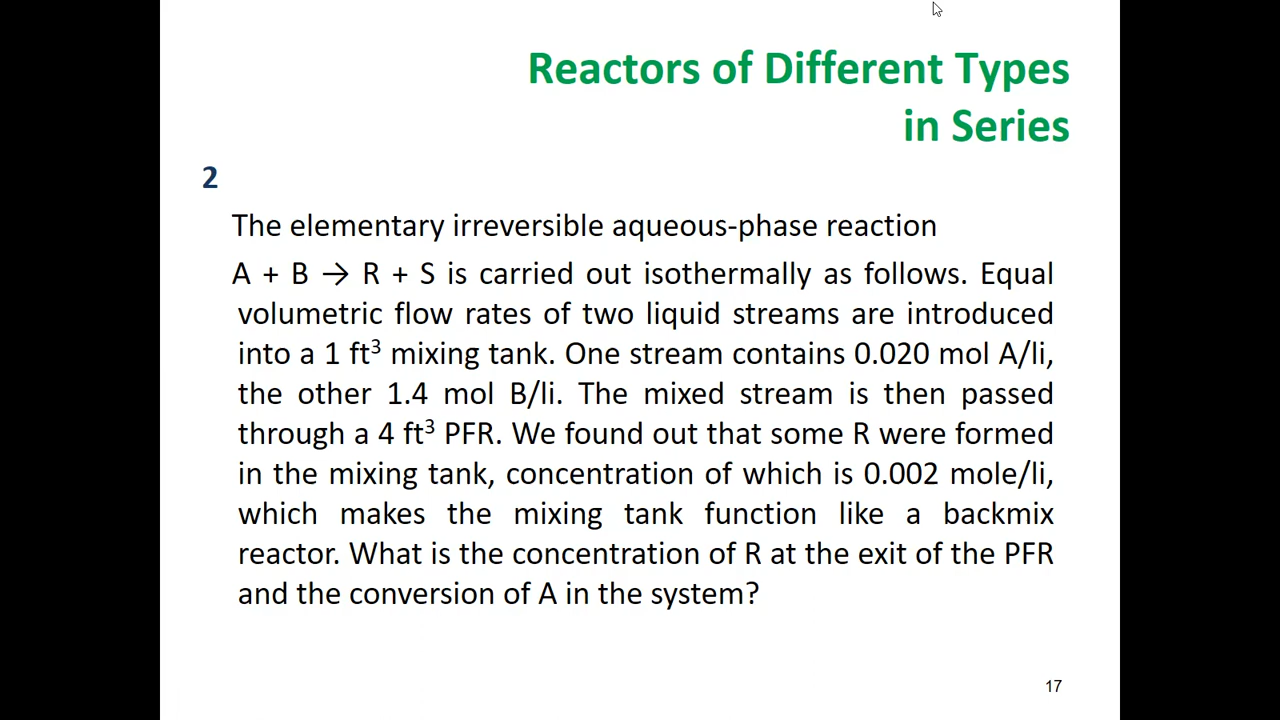 Reactors of Different Types
in Series
2
The elementary irreversible aqueous-phase reaction
A + B → R + S is carried out isothermally as follows. Equal
volumetric flow rates of two liquid streams are introduced
into a 1 ft³ mixing tank. One stream contains 0.020 mol A/li,
the other 1.4 mol B/li. The mixed stream is then passed
through a 4 ft³ PFR. We found out that some R were formed
in the mixing tank, concentration of which is 0.002 mole/li,
which makes the mixing tank function like a backmix
reactor. What is the concentration of R at the exit of the PFR
and the conversion of A in the system?
17